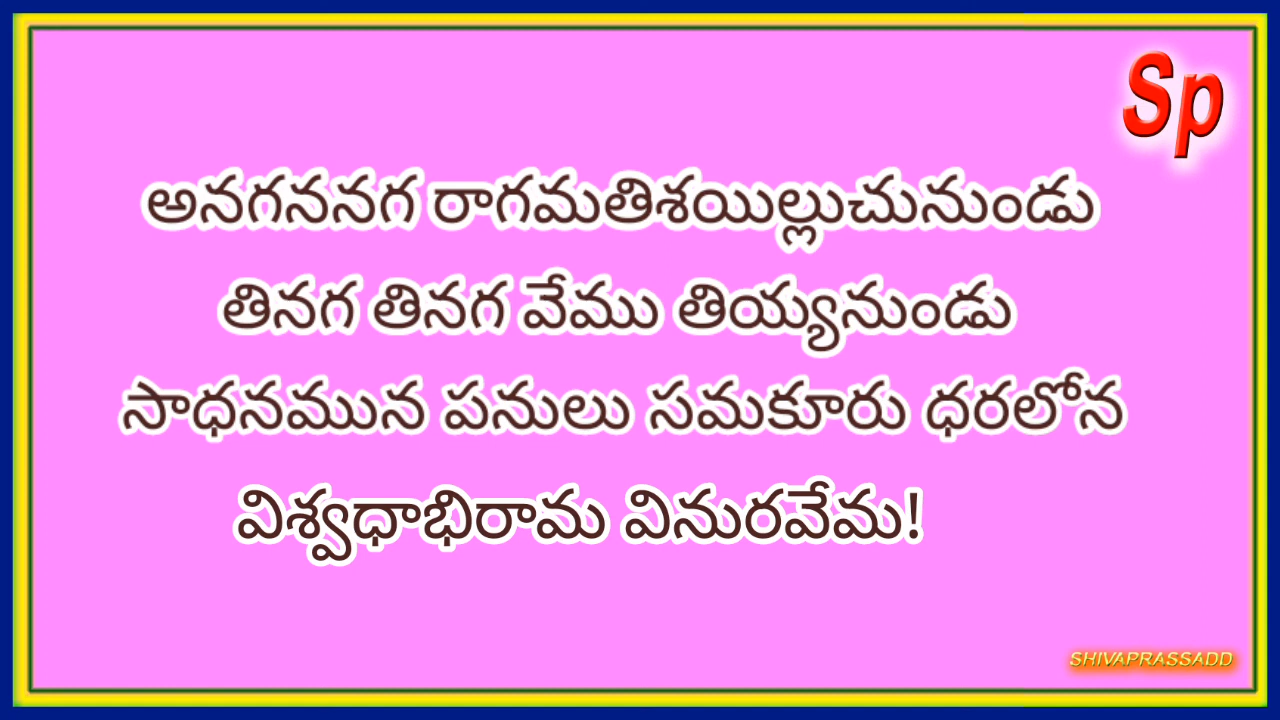 Sp
అనగననగ రాగమతిశయిల్లుచునుండు
తినగ తినగ వేము తియ్యనుండు
సాధనమున పనులు సమకూరు ధరలోన
విశ్వధాభిరామ వినురవేమ!
SHIVAPRASSADD